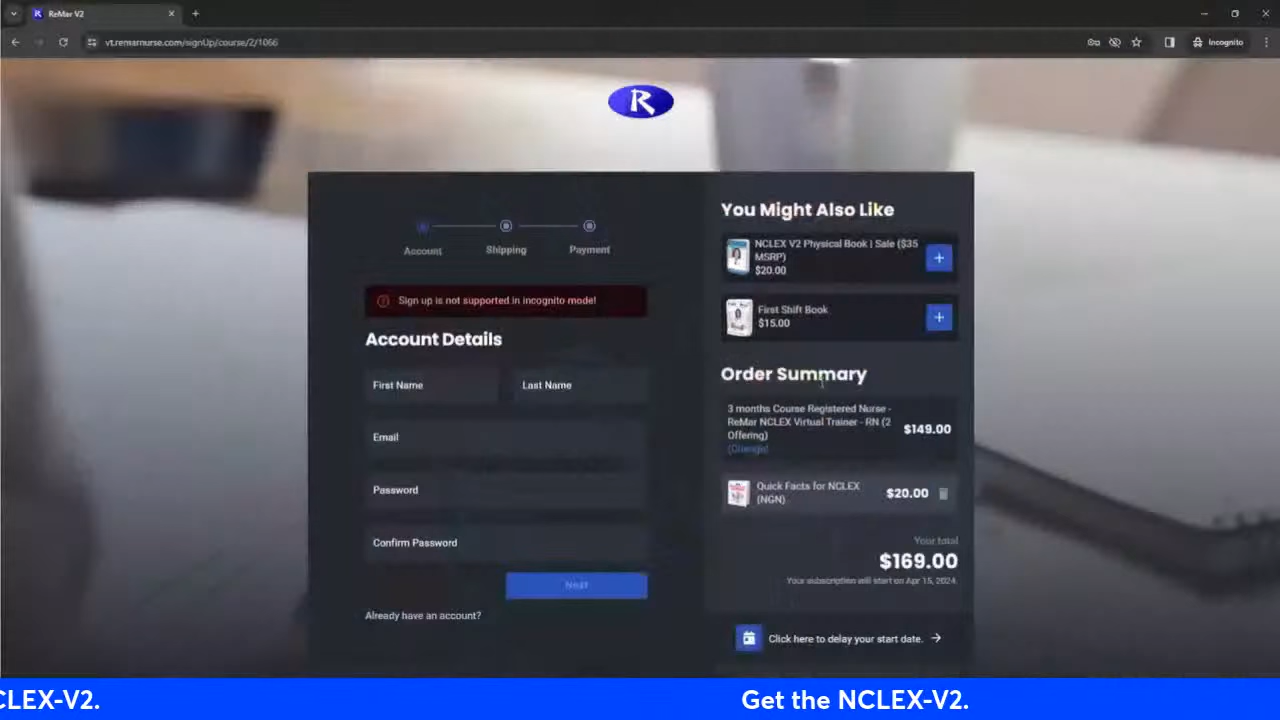 ReMar V2
vt.remarnurse.com/signUp/course/2/1066
Incognito
R
Account
Shipping
Payment
Sign up is not supported in incognito mode!
Account Details
First Name
Last Name
Email
Password
Confirm Password
Next
Already have an account?
You Might Also Like
NCLEX V2 Physical Book | Sale ($35
MSRP)
$20.00
+
First Shift Book
$15.00
+
Order Summary
3 months Course Registered Nurse -
ReMar NCLEX Virtual Trainer - RN (2
Offering)
$149.00
(Change)
Quick Facts for NCLEX
(NGN)
$20.00
Your total
$169.00
Your subscription will start on Apr 15, 2024.
Click here to delay your start date.
CLEX-V2.
Get the NCLEX-V2.